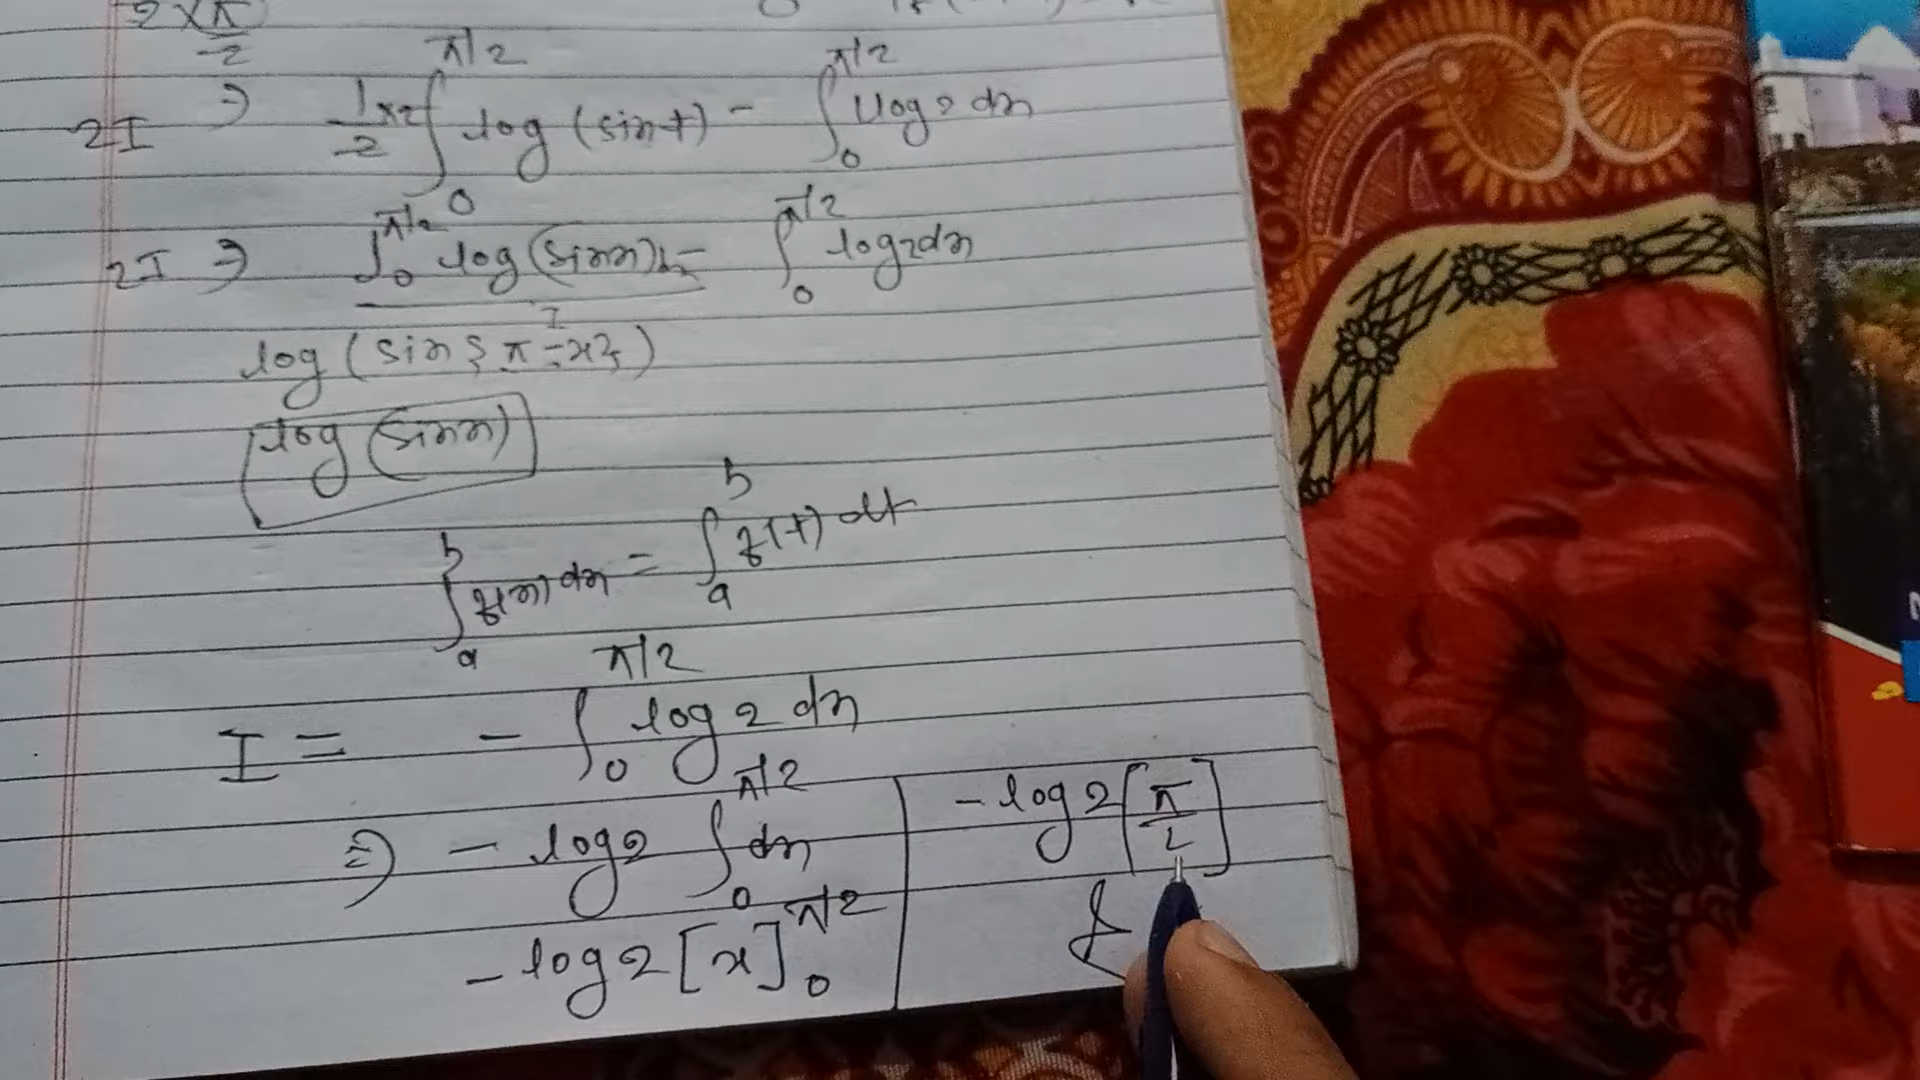 2×π/2
π/2 π/2
2I ⇒ 1/2 ×2 ∫ log (sin t) - ∫ log 2 dx
0 0
2I ⇒ ∫₀^π/2 log (sin x) - ∫₀^π/2 log 2 dx
I
log (sin { π - x })
log (sin x)
∫ₐᵇ f(x) dx = ∫ₐᵇ f(t) dt
I = - ∫₀^π/2 log 2 dx
⇒ - log 2 ∫₀^π/2 dx
- log 2 [x]₀^π/2
- log 2 [π/2]